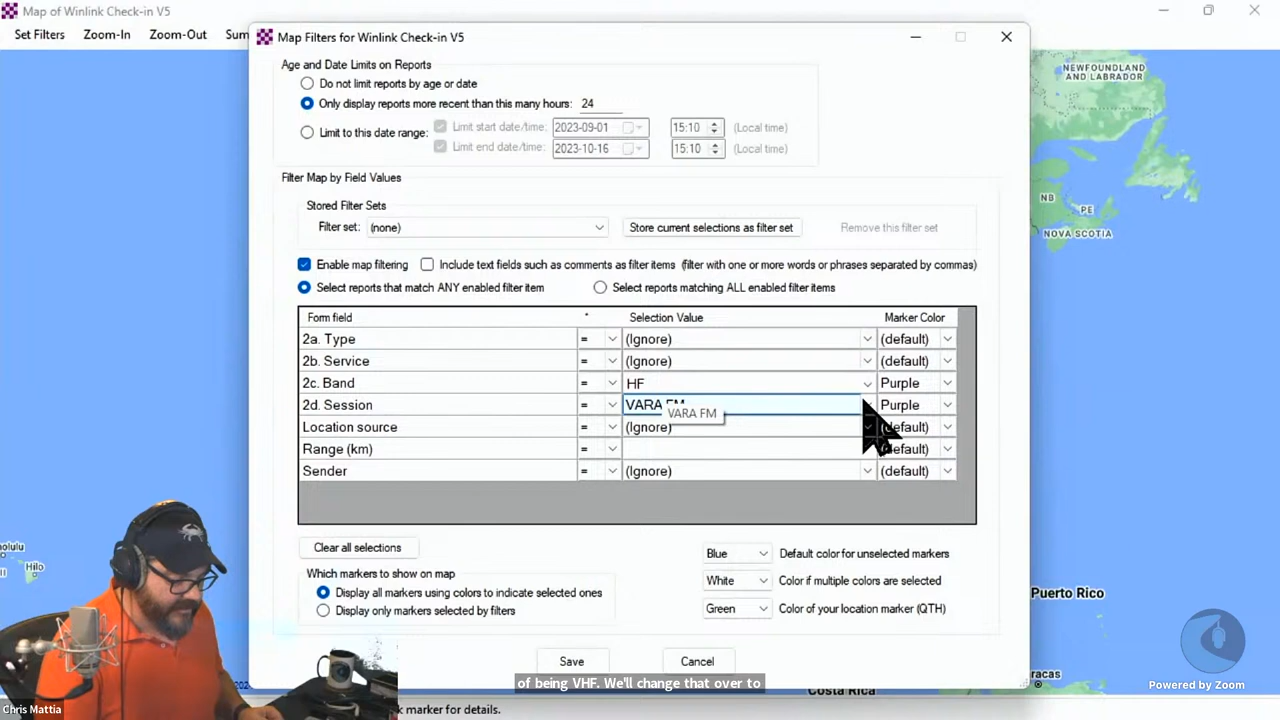 Map of Winlink Check-in V5
Set Filters Zoom-In Zoom-Out Sum
Map Filters for Winlink Check-in V5
Age and Date Limits on Reports
Do not limit reports by age or date
Only display reports more recent than this many hours: 24
Limit to this date range: Limit start date/time: 2023-09-01 15:10 (Local time)
Limit end date/time: 2023-10-16 15:10 (Local time)
Filter Map by Field Values
Stored Filter Sets
Filter set: (none) Store current selections as filter set Remove this filter set
Enable map filtering Include text fields such as comments as filter items (filter with one or more words or phrases separated by commas)
Select reports that match ANY enabled filter item Select reports matching ALL enabled filter items
Form field * Selection Value Marker Color
2a. Type = (Ignore) (default)
2b. Service = (Ignore) (default)
2c. Band = HF Purple
2d. Session = VARA FM Purple
VARA FM
Location source = (Ignore) (default)
Range (km) = (default)
Sender = (Ignore) (default)
Clear all selections
Which markers to show on map
Display all markers using colors to indicate selected ones
Display only markers selected by filters
Blue Default color for unselected markers
White Color if multiple colors are selected
Green Color of your location marker (QTH)
Save Cancel
NEWFOUNDLAND
AND LABRADOR
NB
PE
NOVA SCOTIA
nolulu
Hilo
Puerto Rico
racas
Costa Rica
of being VHF. We'll change that over to
202
k marker for details.
Chris Mattia
Powered by Zoom